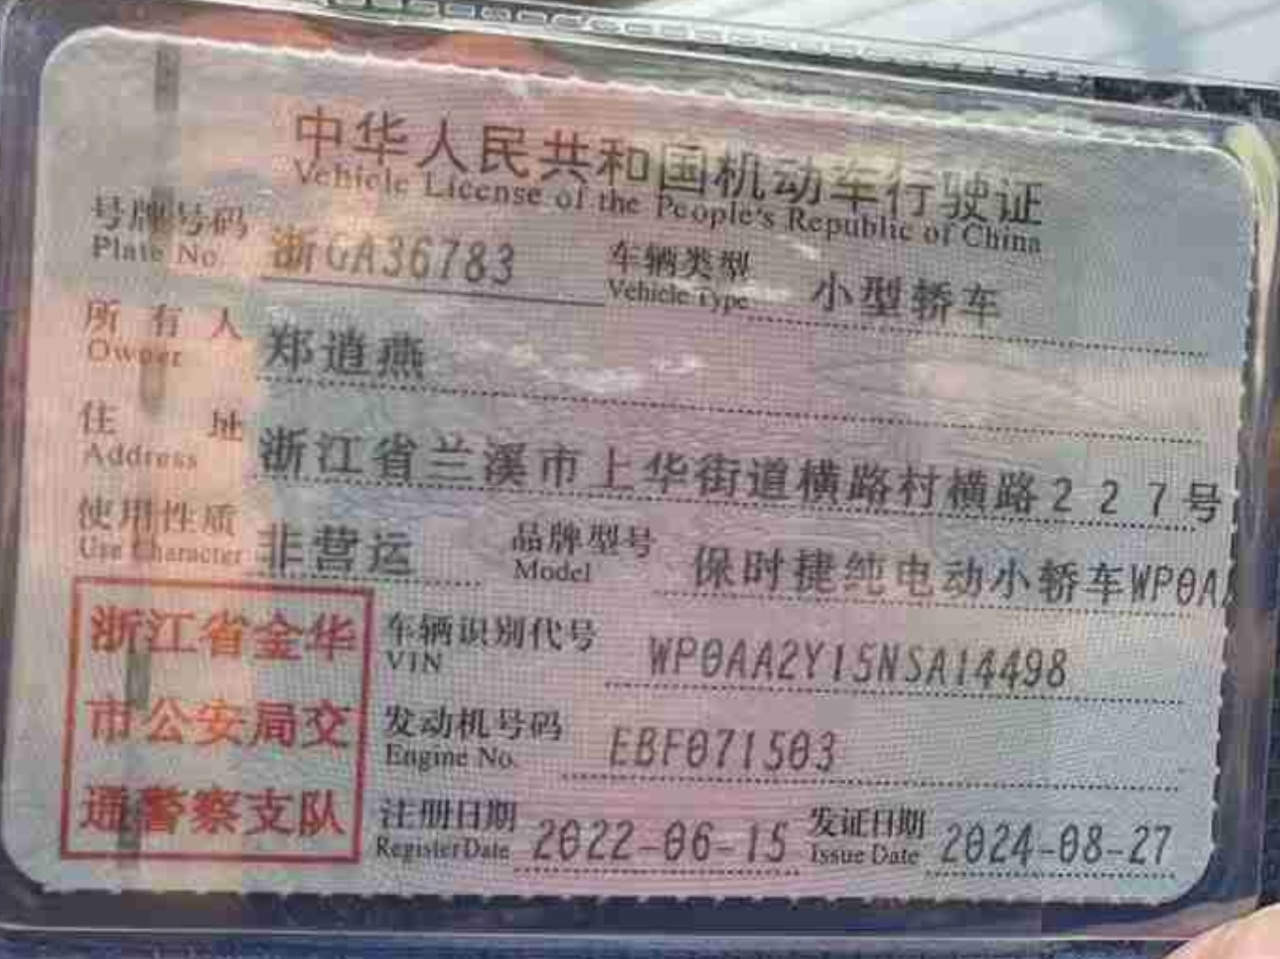 中华人民共和国机动车行驶证
Vehicle License of the People's Republic of China
号牌号码 浙GA36783 车辆类型 小型轿车
Plate No. Vehicle Type
所有人 郑逍燕
Owner
住址 浙江省兰溪市上华街道横路村横路227号
Address
使用性质 非营运 品牌型号 保时捷纯电动小轿车WP0A
Use Character Model
浙江省金华
市公安局交
通警察支队
车辆识别代号 WP0AA2Y15NSA14498
VIN
发动机号码 EBF071503
Engine No.
注册日期 2022-06-15 发证日期 2024-08-27
Register Date Issue Date